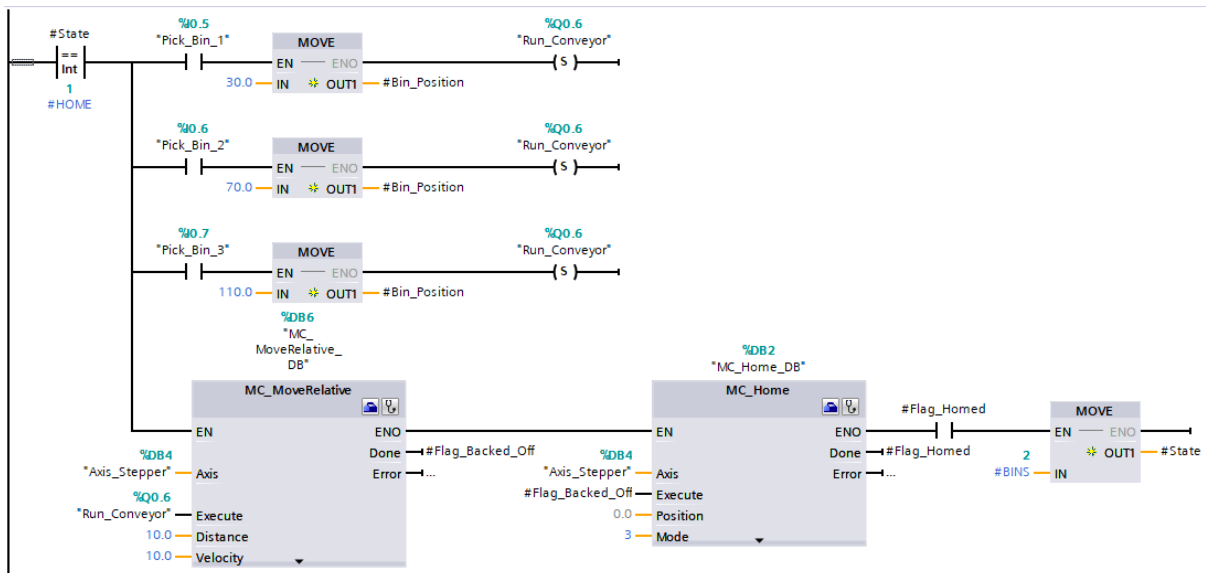 #State
==
Int
1
#HOME
%I0.5
"Pick_Bin_1"
MOVE
EN
ENO
30.0
IN
OUT1
#Bin_Position
%Q0.6
"Run_Conveyor"
S
%I0.6
"Pick_Bin_2"
MOVE
EN
ENO
70.0
IN
OUT1
#Bin_Position
%Q0.6
"Run_Conveyor"
S
%I0.7
"Pick_Bin_3"
MOVE
EN
ENO
110.0
IN
OUT1
#Bin_Position
%Q0.6
"Run_Conveyor"
S
%DB6
"MC_
MoveRelative_
DB"
MC_MoveRelative
EN
ENO
Done
#Flag_Backed_Off
Error
...
%DB4
"Axis_Stepper"
Axis
%Q0.6
"Run_Conveyor"
Execute
10.0
Distance
10.0
Velocity
%DB2
"MC_Home_DB"
MC_Home
EN
ENO
Done
#Flag_Homed
Error
...
%DB4
"Axis_Stepper"
Axis
#Flag_Backed_Off
Execute
0.0
Position
3
Mode
#Flag_Homed
MOVE
EN
ENO
2
#BINS
IN
OUT1
#State